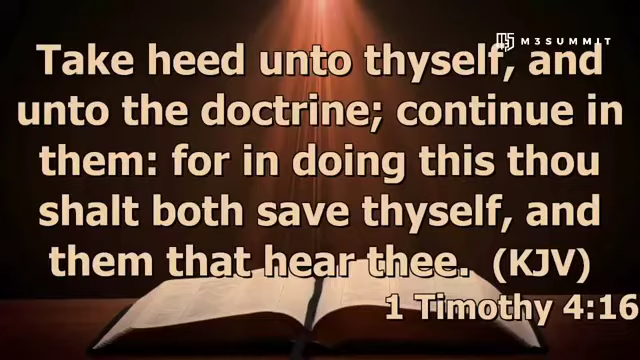 M3SUMMIT
Take heed unto thyself, and
unto the doctrine; continue in
them: for in doing this thou
shalt both save thyself, and
them that hear thee. (KJV)
1 Timothy 4:16